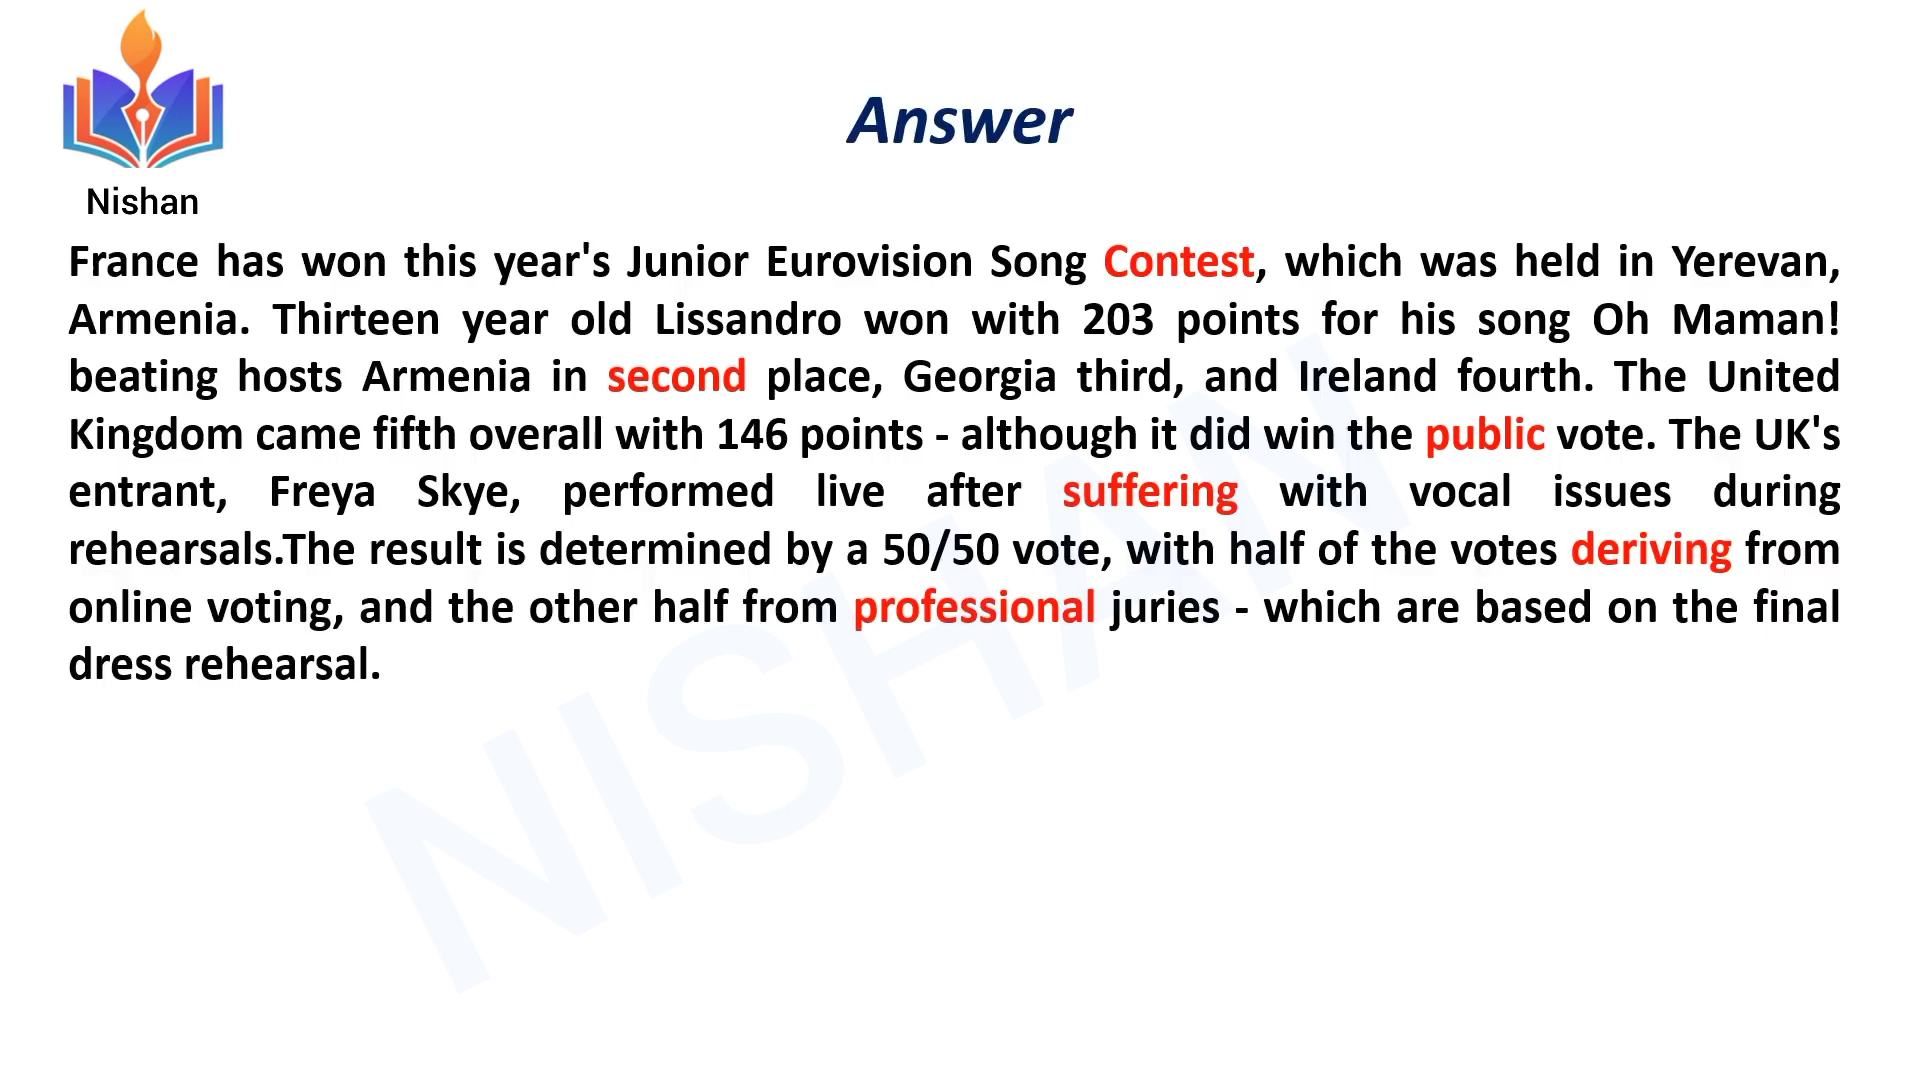 Answer
Nishan
France has won this year's Junior Eurovision Song Contest, which was held in Yerevan,
Armenia. Thirteen year old Lissandro won with 203 points for his song Oh Maman!
beating hosts Armenia in second place, Georgia third, and Ireland fourth. The United
Kingdom came fifth overall with 146 points - although it did win the public vote. The UK's
entrant, Freya Skye, performed live after suffering with vocal issues during
rehearsals.The result is determined by a 50/50 vote, with half of the votes deriving from
online voting, and the other half from professional juries - which are based on the final
dress rehearsal.
NISHAN